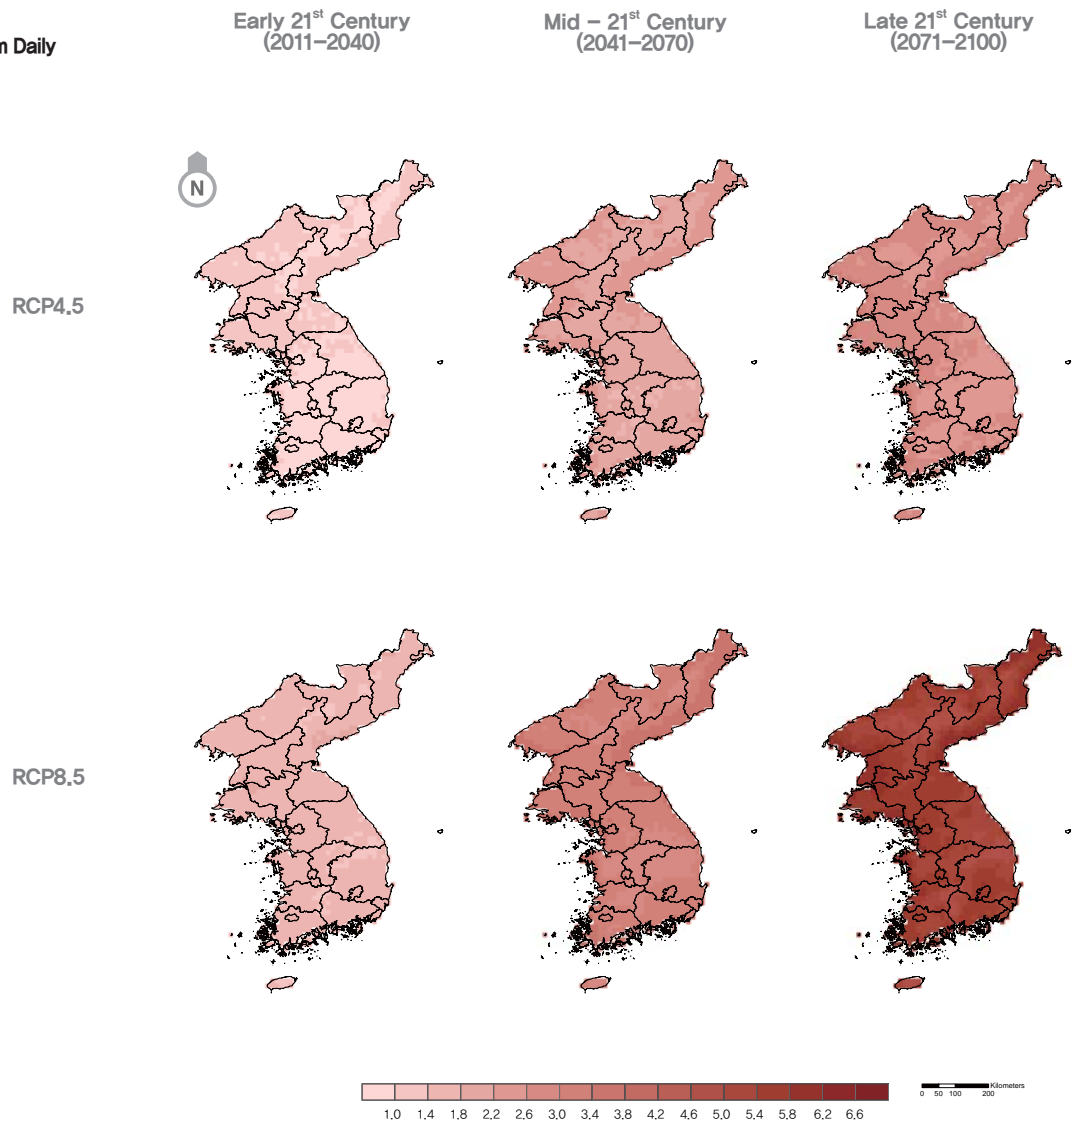 Early 21st Century
(2011–2040)
Mid – 21st Century
(2041–2070)
Late 21st Century
(2071–2100)
Daily
N
RCP4.5
RCP8.5
1.0 1.4 1.8 2.2 2.6 3.0 3.4 3.8 4.2 4.6 5.0 5.4 5.8 6.2 6.6
Kilometers
0 50 100 200